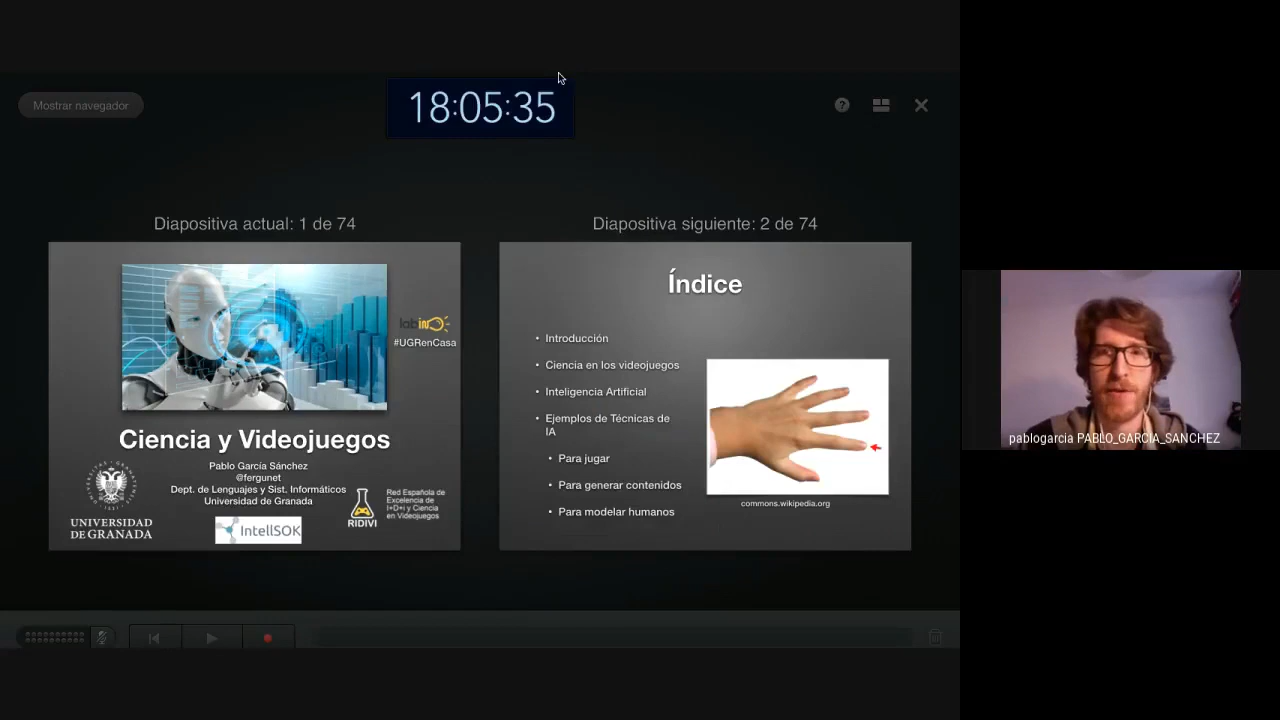 Mostrar navegador
18:05:35
?
Diapositiva actual: 1 de 74
Diapositiva siguiente: 2 de 74
labin
#UGRenCasa
Ciencia y Videojuegos
Pablo García Sánchez
@fergunet
Dept. de Lenguajes y Sist. Informáticos
Universidad de Granada
UNIVERSIDAD
DE GRANADA
IntellSOK
RIDIVI
Red Española de
Excelencia de
I+D+i y Ciencia
en Videojuegos
Índice
• Introducción
• Ciencia en los videojuegos
• Inteligencia Artificial
• Ejemplos de Técnicas de
IA
• Para jugar
• Para generar contenidos
• Para modelar humanos
commons.wikipedia.org
pablogarcia PABLO_GARCIA_SANCHEZ